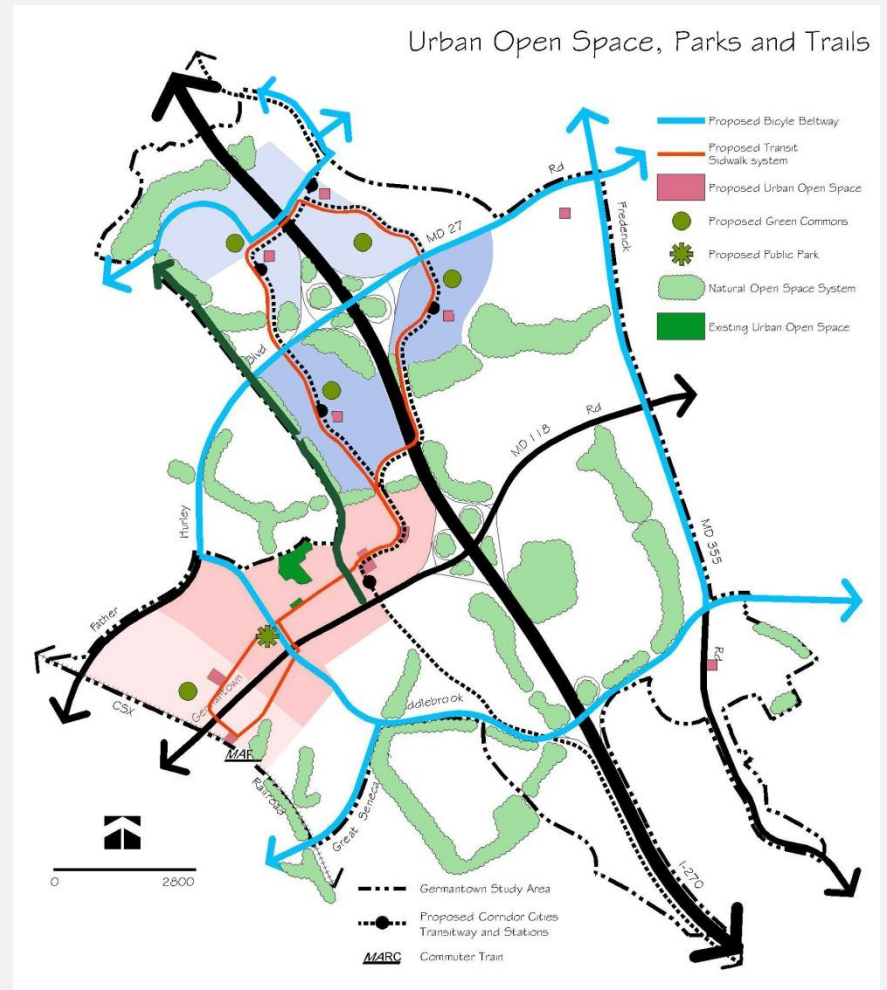 Urban Open Space, Parks and Trails
Proposed Bicyle Beltway
Proposed Transit
Sidwalk system
Proposed Urban Open Space
Proposed Green Commons
Proposed Public Park
Natural Open Space System
Existing Urban Open Space
Rd
Frederick
MD 27
Blvd
Rd
MD 118
Hurley
MD 355
Father
Rd
CSX
Germantown
ddlebrook
MARC
Railroad
Great Seneca
I-270
0 2800
Germantown Study Area
Proposed Corridor Cities
Transitway and Stations
MARC Commuter Train